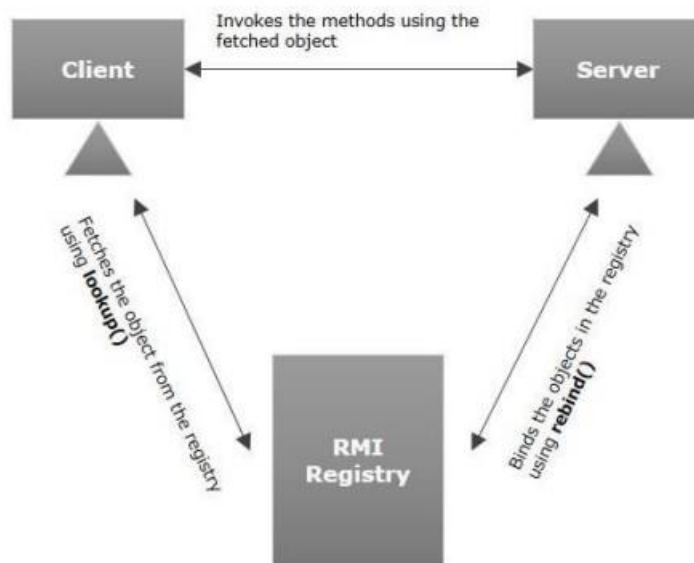 Invokes the methods using the
fetched object
Client
Server
Fetches the object from the registry
using lookup()
Binds the objects in the registry
using rebind()
RMI
Registry